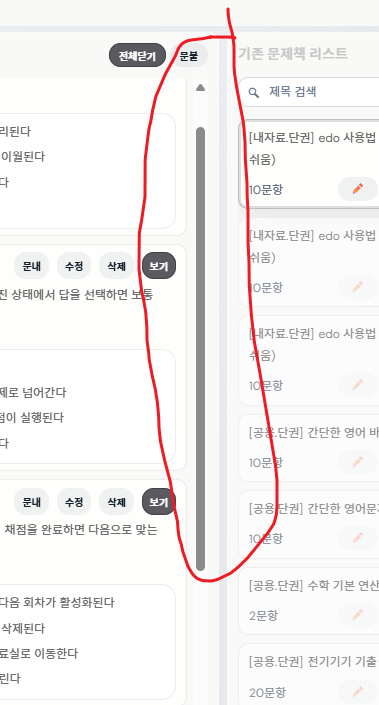 전체닫기
문불
리된다
이월된다
다
문내
수정
삭제
보기
진 상태에서 답을 선택하면 보통
제로 넘어간다
점이 실행된다
다
문내
수정
삭제
보기
채점을 완료하면 다음으로 맞는
다음 회차가 활성화된다
삭제된다
료실로 이동한다
린다
기존 문제책 리스트
제목 검색
[내자료.단권] edo 사용법
쉬움)
10문항
[내자료.단권] edo 사용법
쉬움)
10문항
[내자료.단권] edo 사용법
쉬움)
10문항
[공용.단권] 간단한 영어 바
10문항
[공용.단권] 간단한 영어문
10문항
[공용.단권] 수학 기본 연산
2문항
[공용.단권] 전기기기 기출
20문항